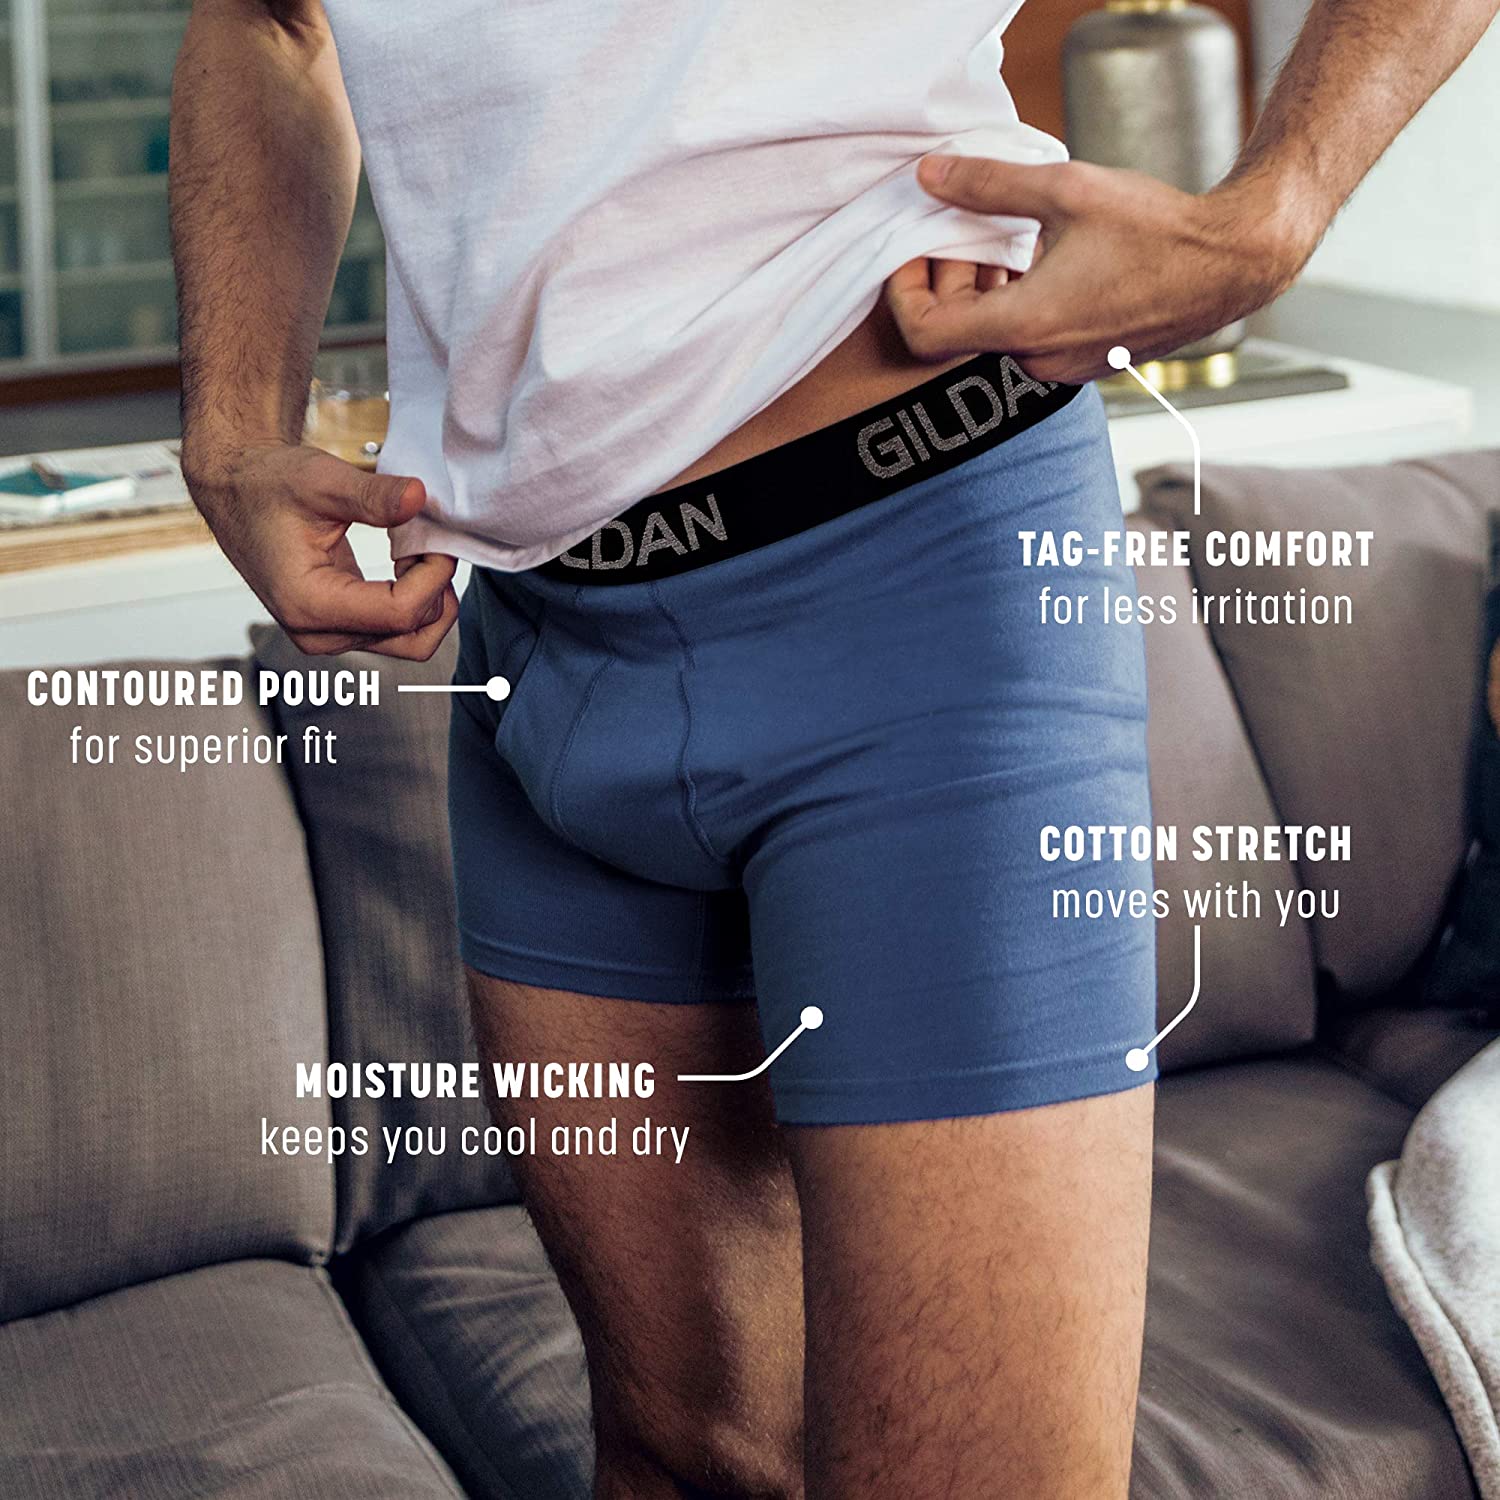 GILDAN
LDAN
TAG-FREE COMFORT
for less irritation
CONTOURED POUCH
for superior fit
COTTON STRETCH
moves with you
MOISTURE WICKING
keeps you cool and dry